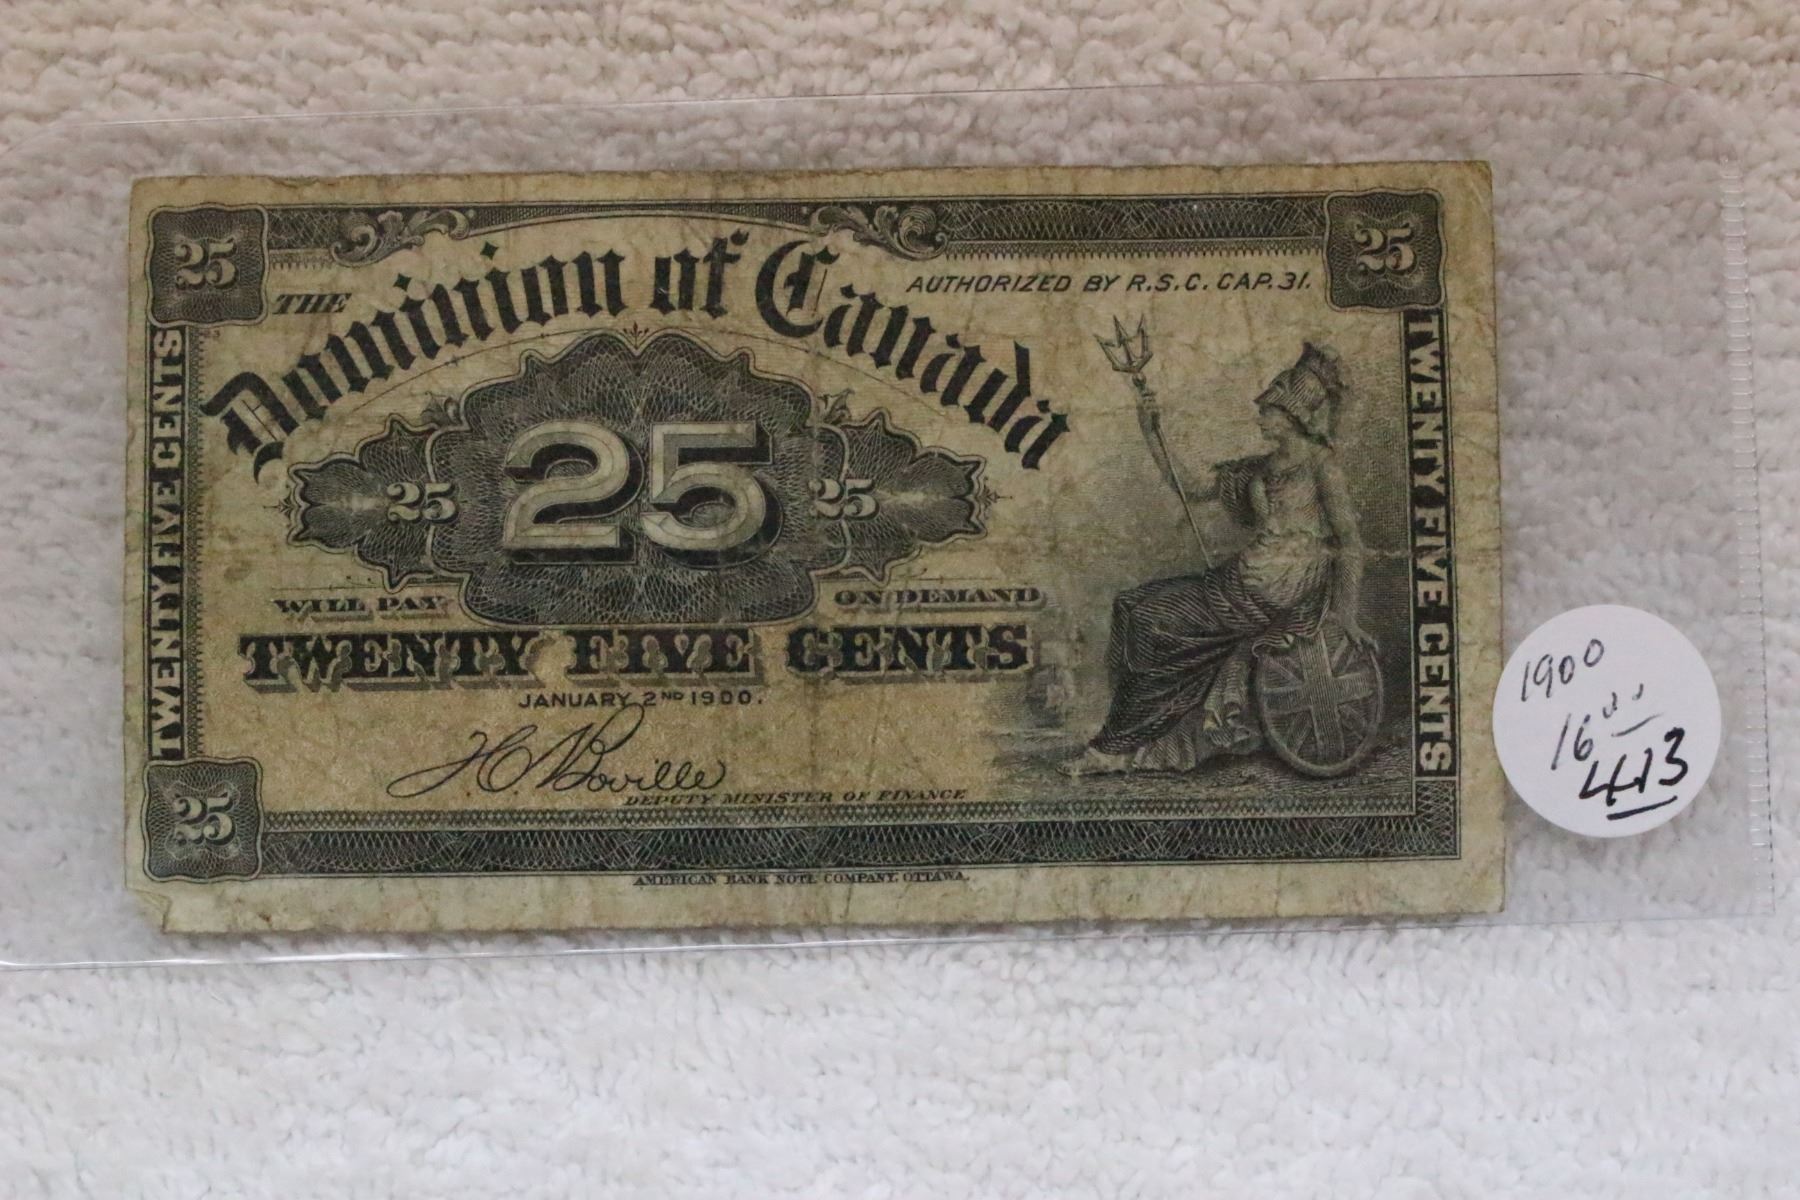 25
25
THE
Dominion of Canada
AUTHORIZED BY R.S.C. CAP. 31.
TWENTY FIVE CENTS
TWENTY FIVE CENTS
25
25
25
WILL PAY
ON DEMAND
TWENTY FIVE CENTS
JANUARY 2ND 1900.
H C Boville
DEPUTY MINISTER OF FINANCE
25
AMERICAN BANK NOTE COMPANY, OTTAWA.
1900
16 00
413